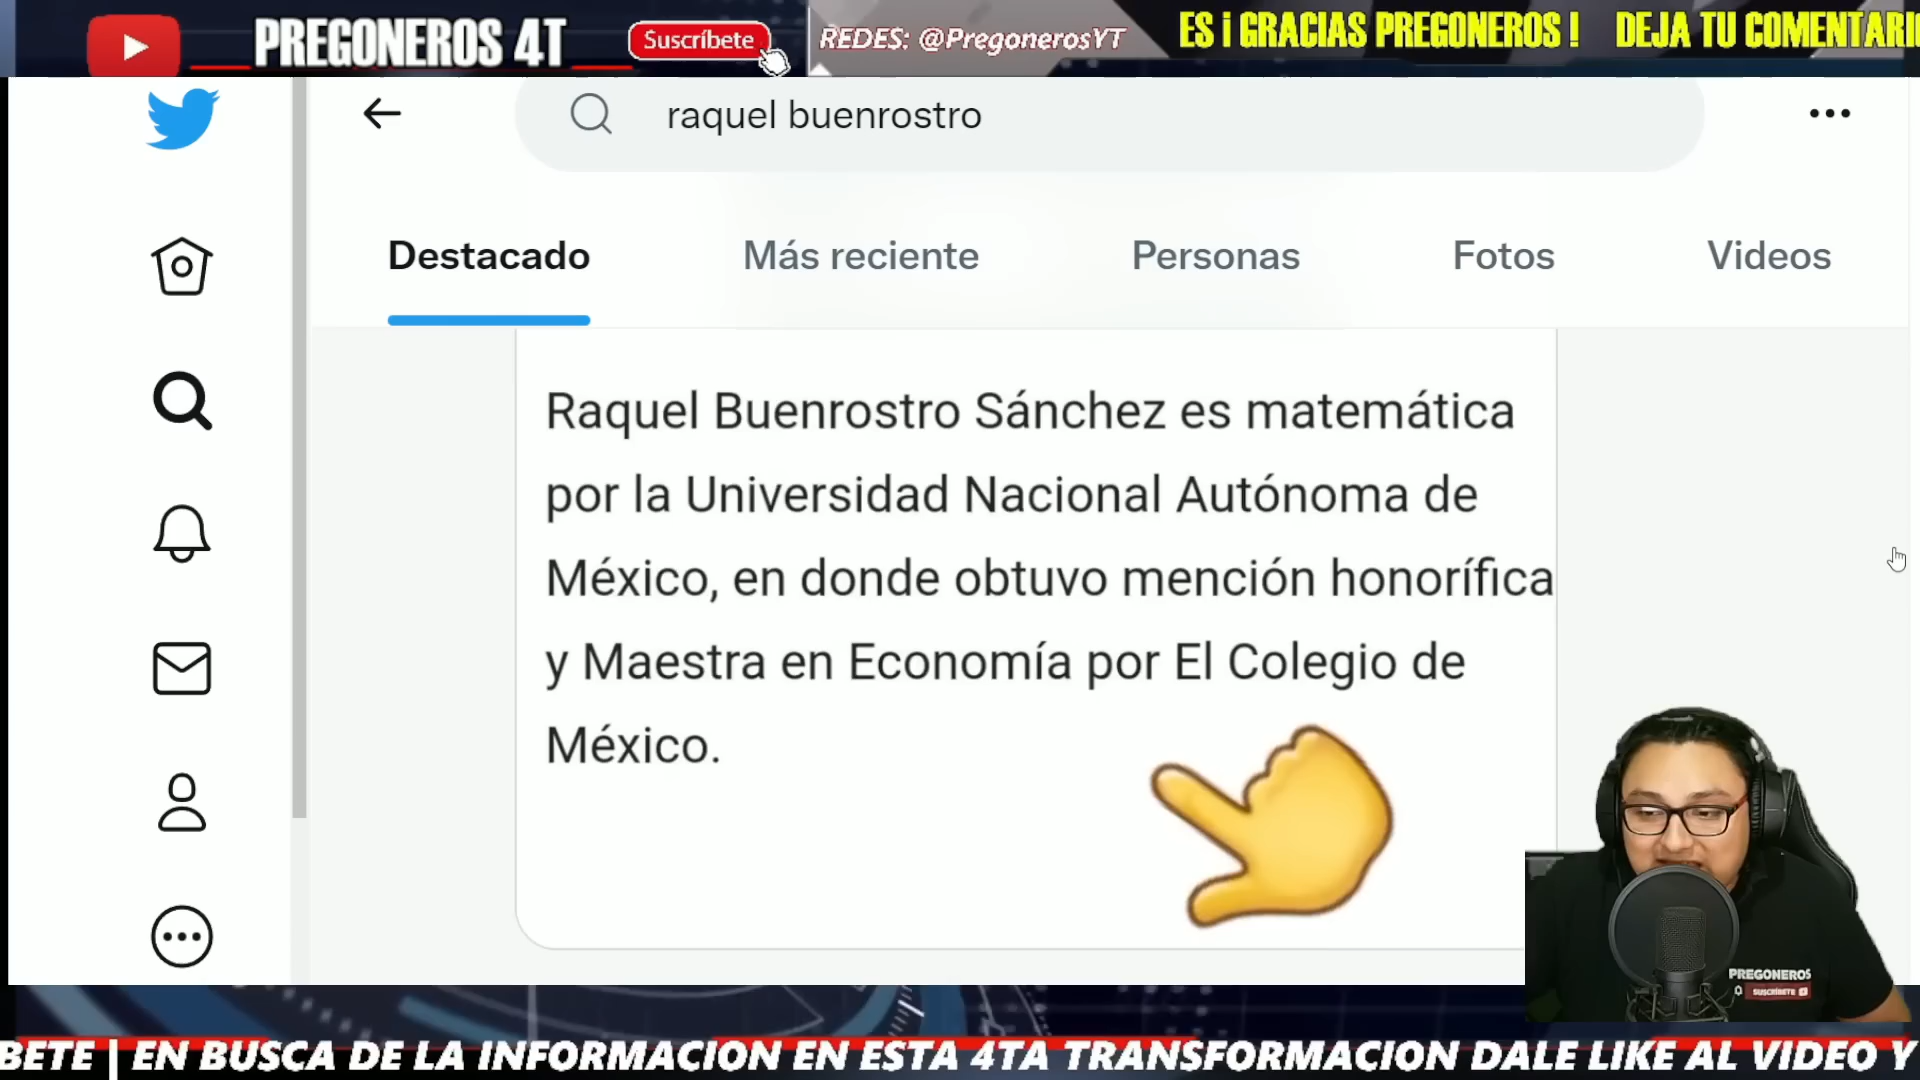 PREGONEROS 4T
Suscríbete
REDES: @PregonerosYT
ES ¡ GRACIAS PREGONEROS !
DEJA TU COMENTARI
raquel buenrostro
Destacado
Más reciente
Personas
Fotos
Videos
Raquel Buenrostro Sánchez es matemática
por la Universidad Nacional Autónoma de
México, en donde obtuvo mención honorífica
y Maestra en Economía por El Colegio de
México.
PREGONEROS
SUSCRÍBETE
BETE | EN BUSCA DE LA INFORMACION EN ESTA 4TA TRANSFORMACION DALE LIKE AL VIDEO Y